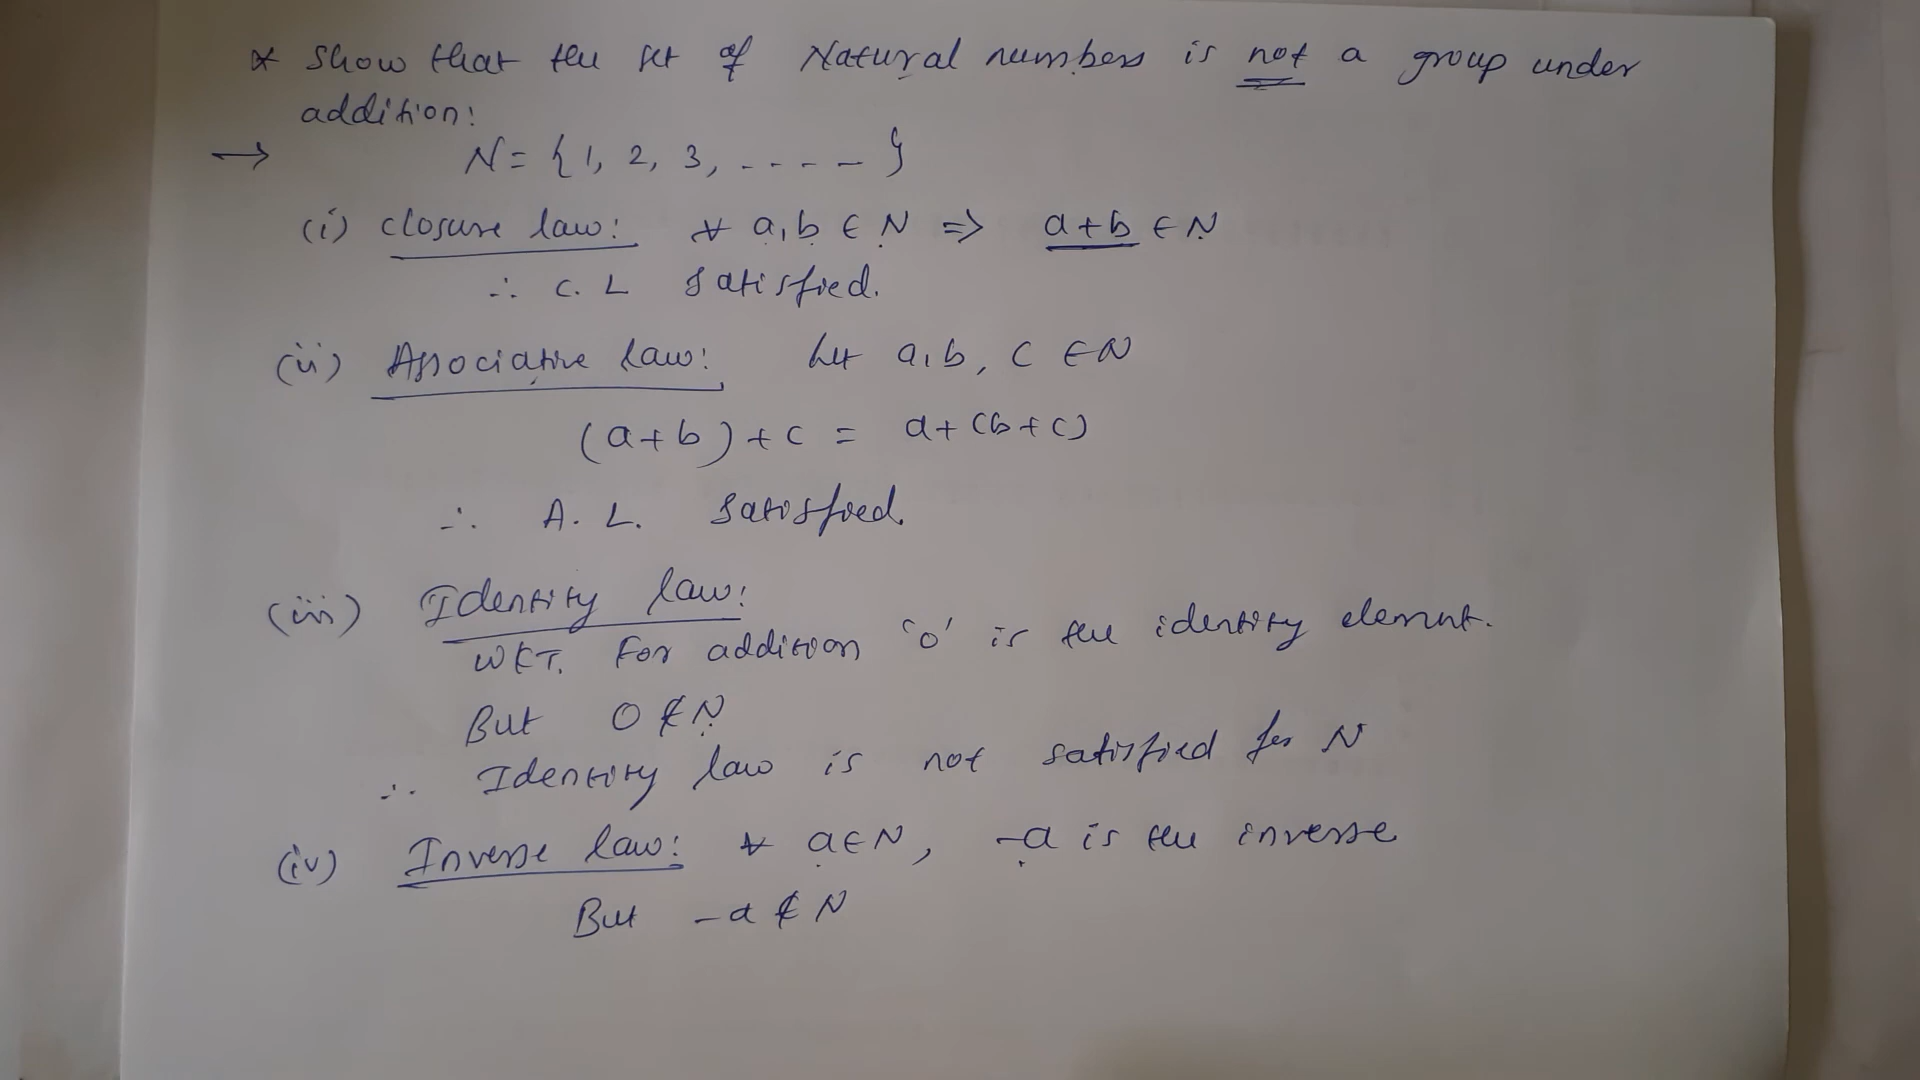 * Show that the set of Natural numbers is not a group under
addition:
→ N = {1, 2, 3, ----- }
(i) closure law: ∀ a, b ∈ N ⇒ a+b ∈ N
∴ C. L satisfied.
(ii) Associative law: Let a, b, c ∈ N
(a+b)+c = a+(b+c)
∴ A. L. satisfied.
(iii) Identity law:
WKT. For addition '0' is the identity element.
But 0 ∉ N
∴ Identity law is not satisfied for N
(iv) Inverse law: ∀ a ∈ N, -a is the inverse
But -a ∉ N